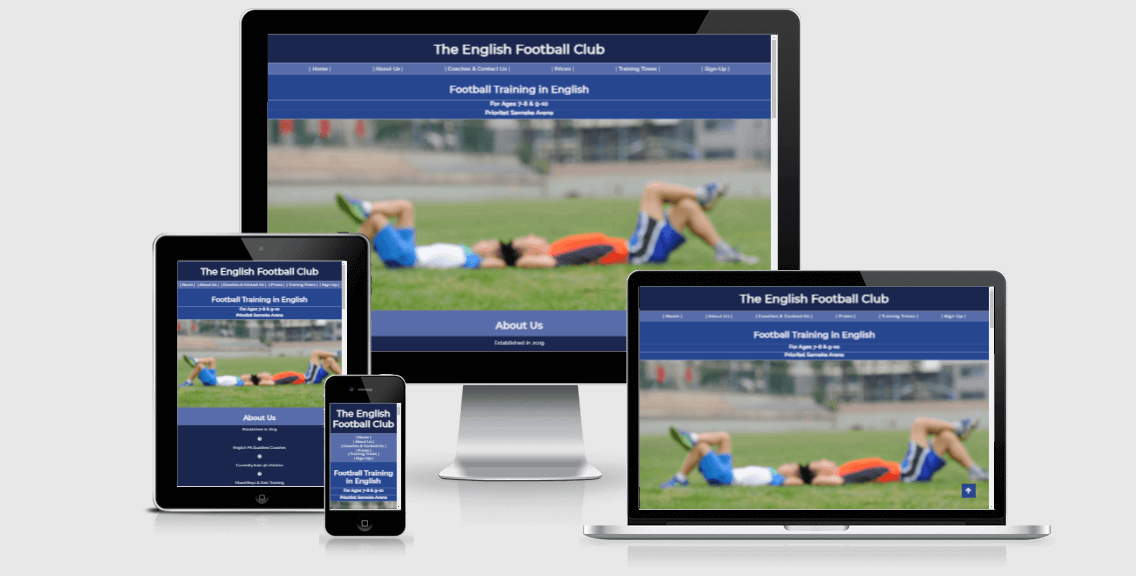 The English Football Club
| Home | | About Us | | Coaches & Contact Us | | Prices | | Training Times | | Sign-Up |
Football Training in English
For Ages 7-8 & 9-10
Prioritet Serneke Arena
About Us
Established in 2019
The English Football Club
| Home | | About Us | | Coaches & Contact Us | | Prices | | Training Times | | Sign-Up |
Football Training in English
For Ages 7-8 & 9-10
Prioritet Serneke Arena
About Us
Established in 2019
English FA Qualified Coaches
Mixed Boys & Girls Training
The English
Football Club
| Home |
| About Us |
| Coaches & Contact Us |
| Prices |
| Training Times |
| Sign-Up |
Football Training
in English
For Ages 7-8 & 9-10
Prioritet Serneke Arena
The English Football Club
| Home | | About Us | | Coaches & Contact Us | | Prices | | Training Times | | Sign-Up |
Football Training in English
For Ages 7-8 & 9-10
Prioritet Serneke Arena